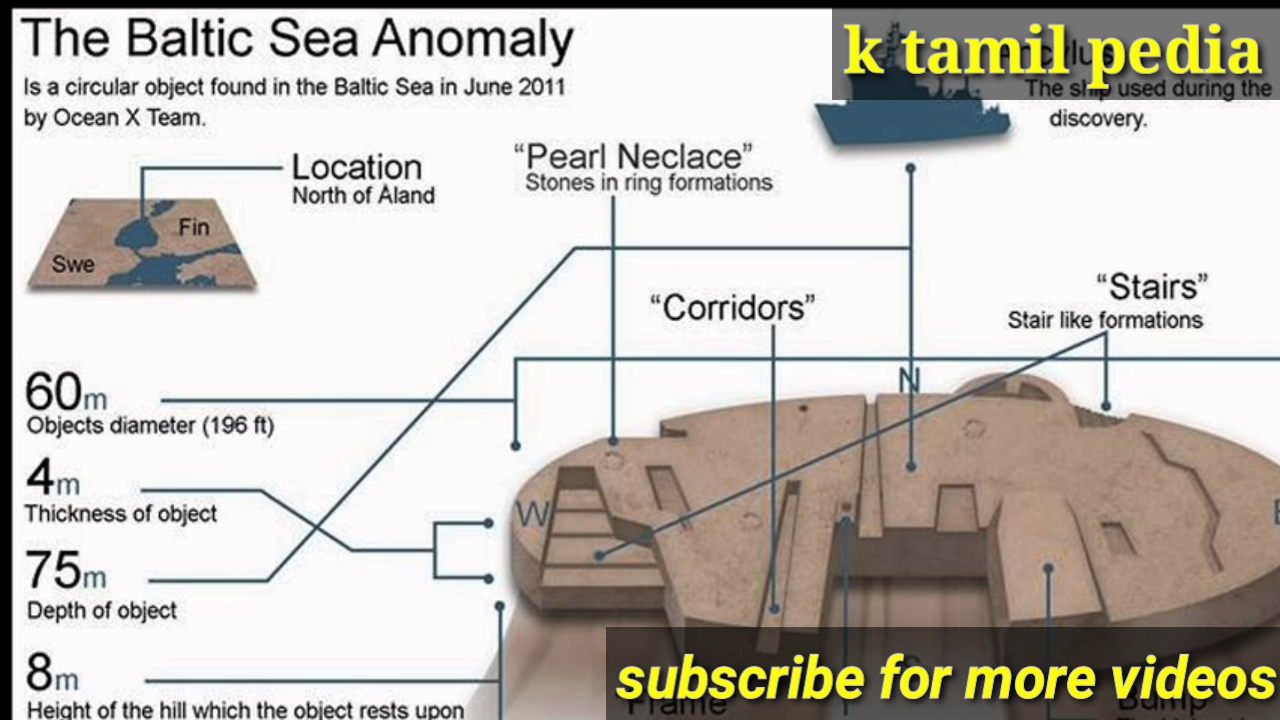 The Baltic Sea Anomaly
Is a circular object found in the Baltic Sea in June 2011
by Ocean X Team.
k tamil pedia
The ship used during the
discovery.
Location
North of Åland
Fin
Swe
“Pearl Neclace”
Stones in ring formations
“Corridors”
“Stairs”
Stair like formations
N
W
60m
Objects diameter (196 ft)
4m
Thickness of object
75m
Depth of object
8m
Height of the hill which the object rests upon
subscribe for more videos
Frame
Bump